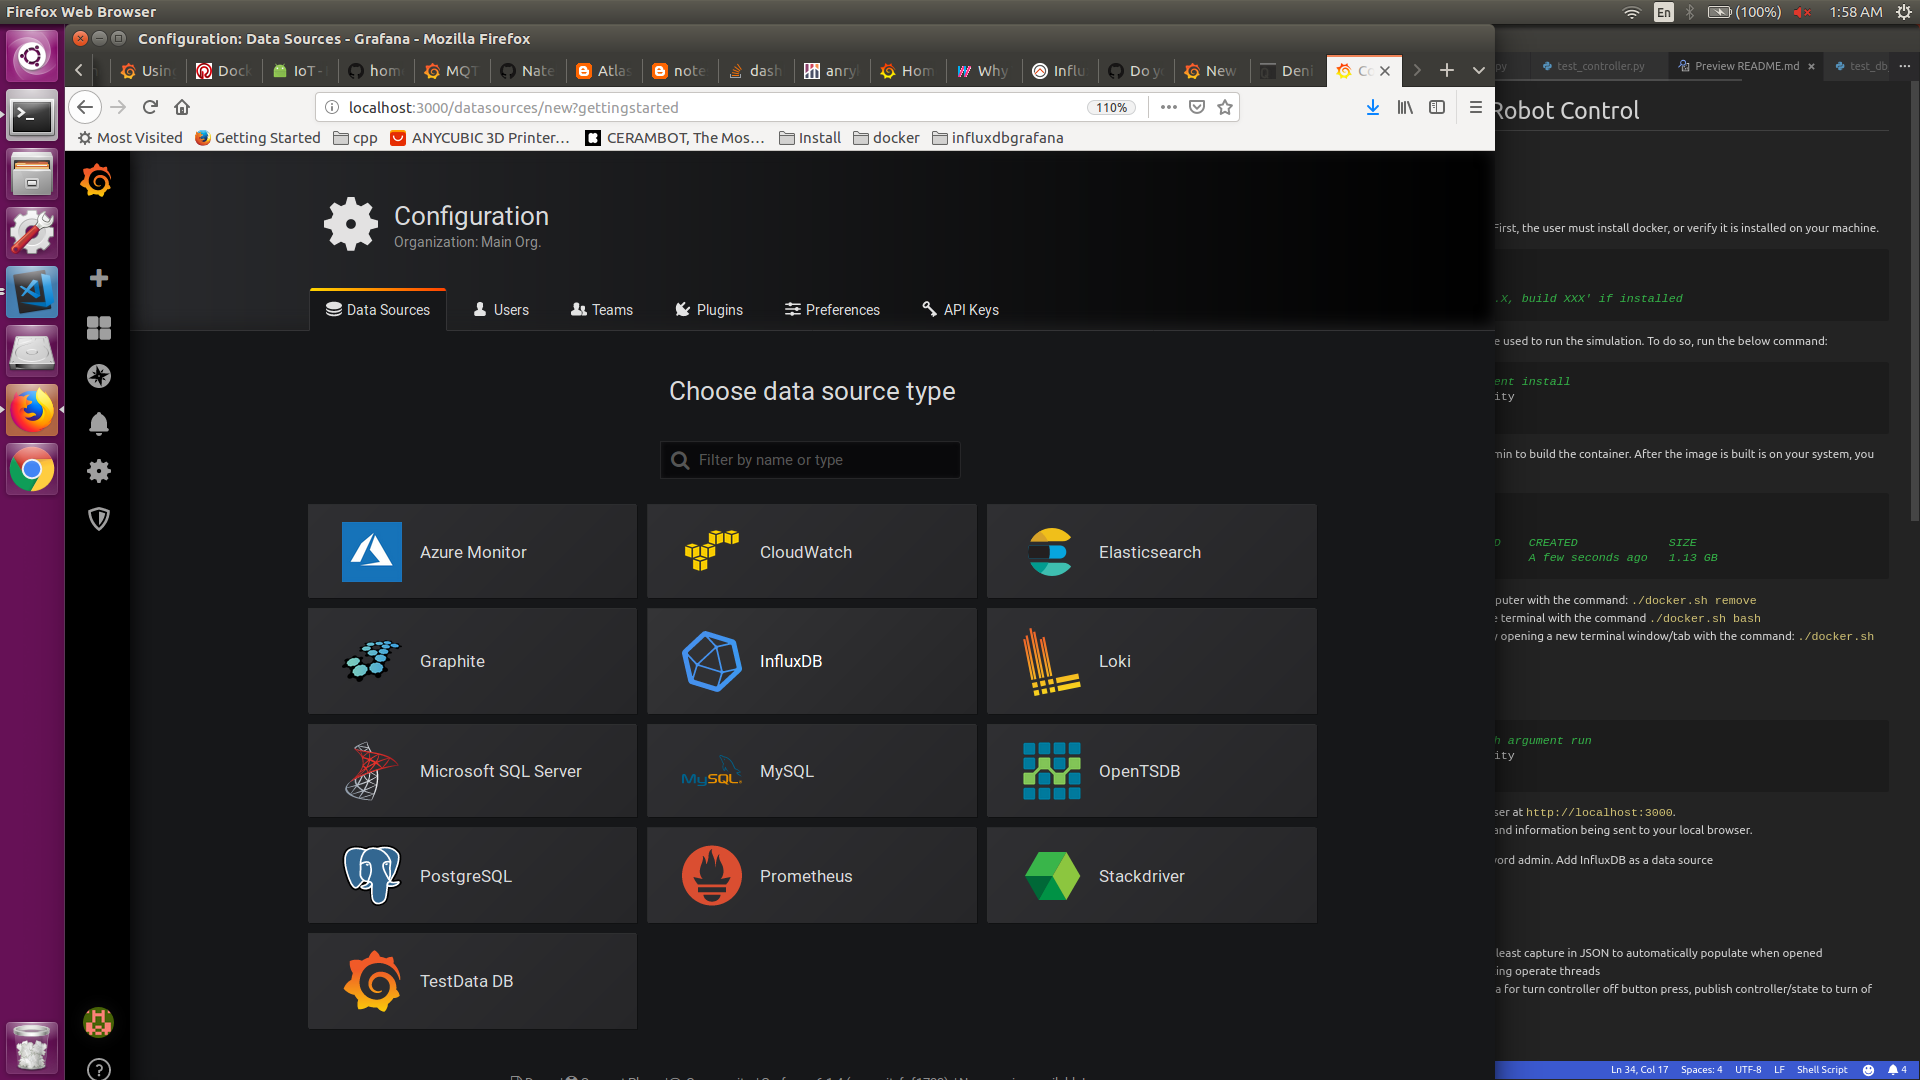 Firefox Web Browser
En (100%) 1:58 AM
Configuration: Data Sources - Grafana - Mozilla Firefox
Usin Dock IoT - hom MQT Nate Atlas note dash anry Hom Why Influ Do y New Deni Co
localhost:3000/datasources/new?gettingstarted 110%
Most Visited Getting Started cpp ANYCUBIC 3D Printer... CERAMBOT, The Mos... Install docker influxdbgrafana
Configuration
Organization: Main Org.
Data Sources Users Teams Plugins Preferences API Keys
Choose data source type
Filter by name or type
Azure Monitor CloudWatch Elasticsearch
Graphite InfluxDB Loki
Microsoft SQL Server MySQL OpenTSDB
MySQL
PostgreSQL Prometheus Stackdriver
TestData DB
py test_controller.py Preview README.md test_db
Robot Control
First, the user must install docker, or verify it is installed on your machine.
.X, build XXX' if installed
e used to run the simulation. To do so, run the below command:
ent install
ity
min to build the container. After the image is built is on your system, you
D CREATED SIZE
A few seconds ago 1.13 GB
puter with the command: ./docker.sh remove
e terminal with the command ./docker.sh bash
y opening a new terminal window/tab with the command: ./docker.sh
h argument run
ity
ser at http://localhost:3000.
and information being sent to your local browser.
vord admin. Add InfluxDB as a data source
least capture in JSON to automatically populate when opened
ting operate threads
a for turn controller off button press, publish controller/state to turn of
Ln 34, Col 17 Spaces: 4 UTF-8 LF Shell Script 4